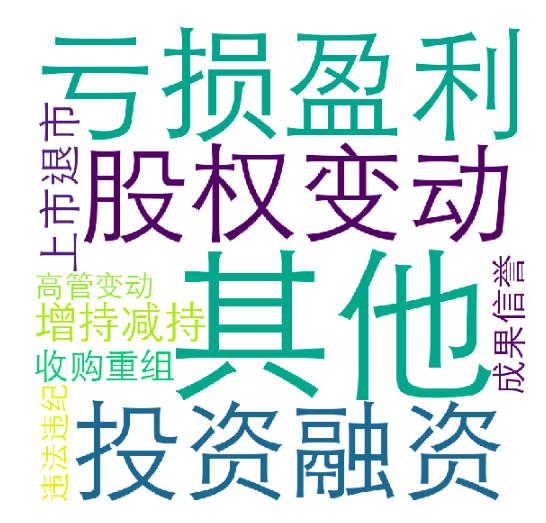 亏损盈利
上市退市
股权变动
其他
成果信誉
高管变动
增持减持
收购重组
违法违纪
投资融资